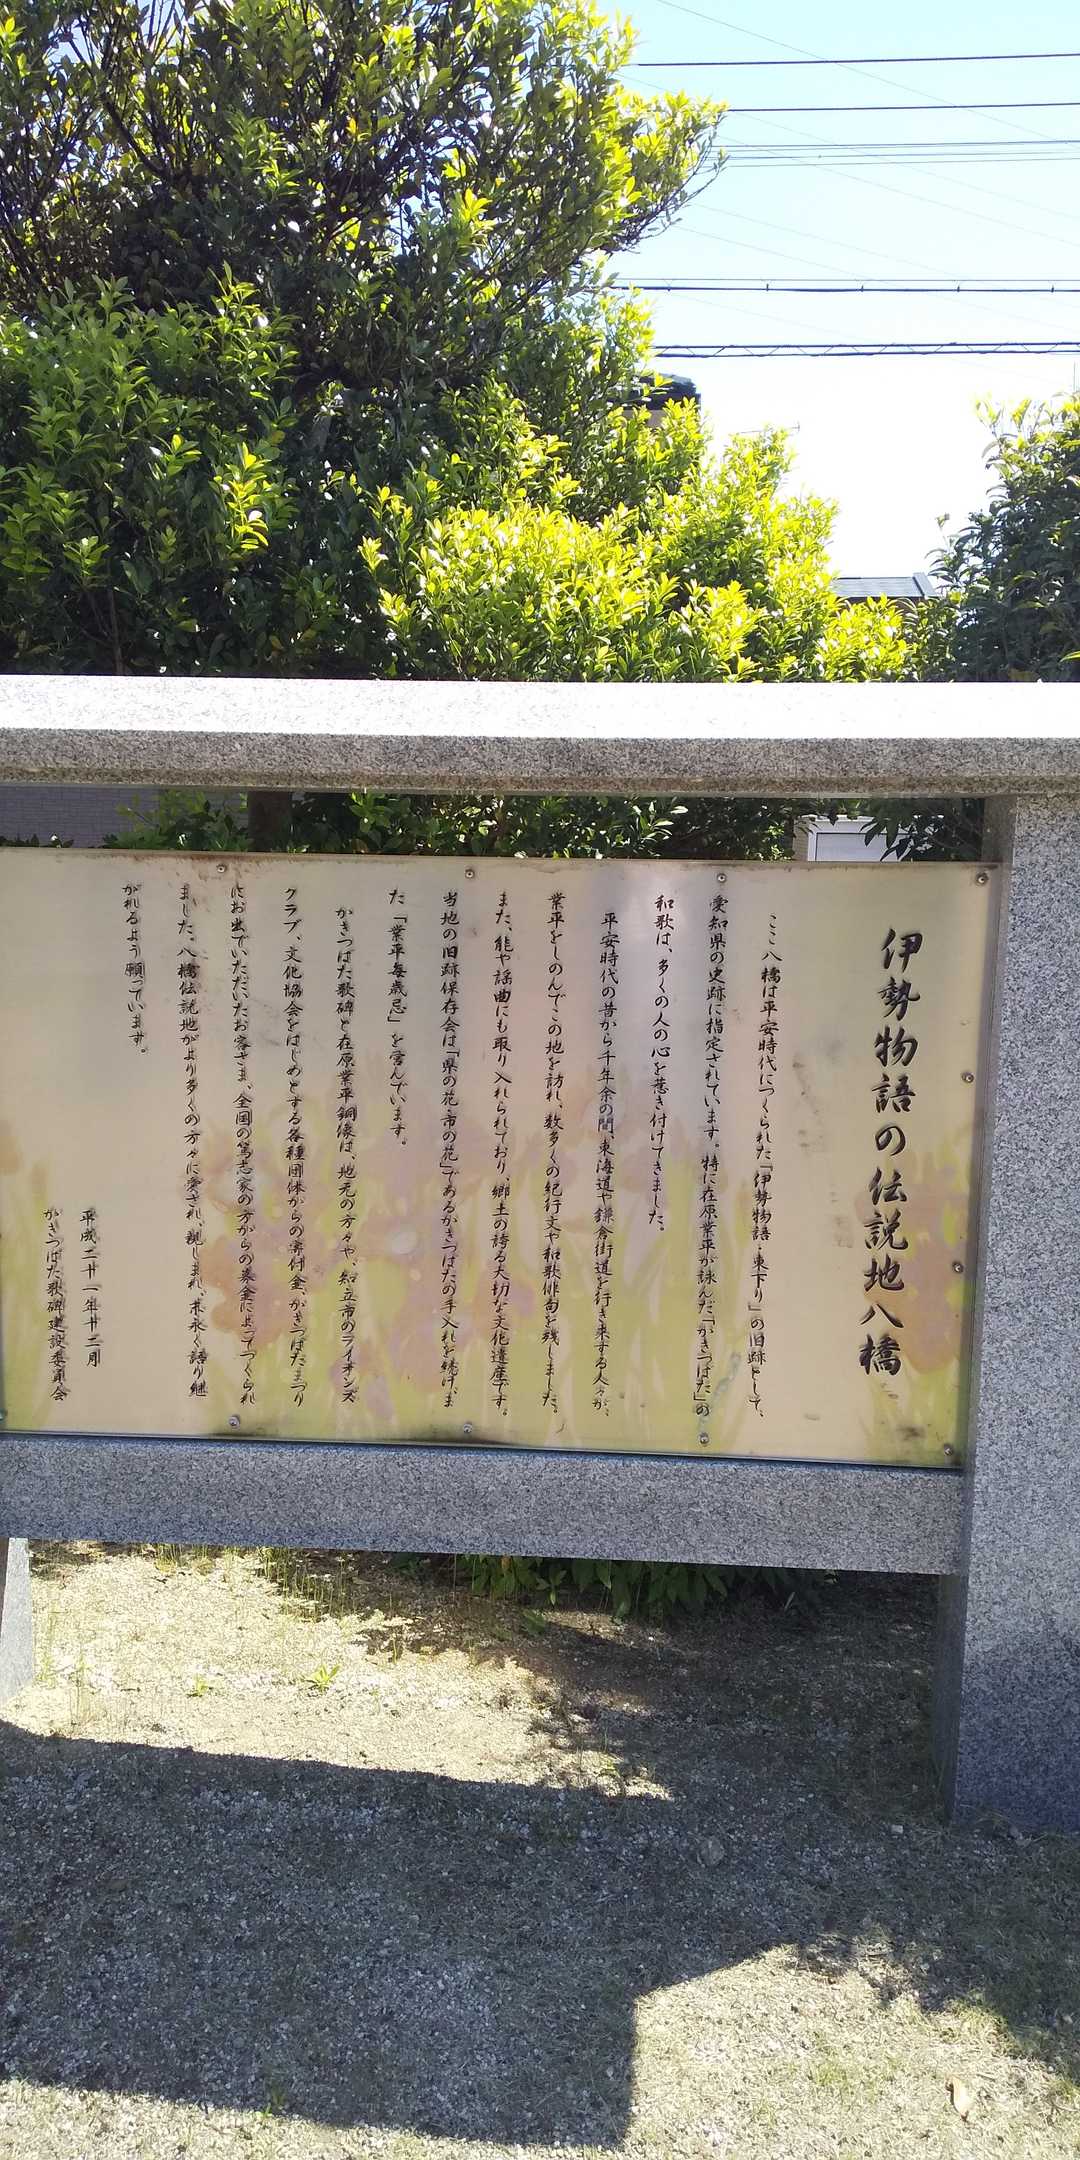 伊勢物語の伝説地八橋
ここ八橋は平安時代につくられた「伊勢物語・東下り」の旧跡として、
愛知県の史跡に指定されています。特に在原業平が詠んだ「かきつばた」の
和歌は、多くの人の心を惹き付けてきました。
平安時代の昔から千年余の間、東海道や鎌倉街道を行き来する人々が、
業平をしのんでこの地を訪れ、数多くの紀行文や和歌俳句を残しました。
また、能や謡曲にも取り入れられており、郷土の誇る大切な文化遺産です。
当地の旧跡保存会は「県の花・市の花」であるかきつばたの手入れを続け、ま
た「業平毎歳忌」を営んでいます。
かきつばた歌碑と在原業平銅像は、地元の方々や、知立市のライオンズ
クラブ、文化協会をはじめとする各種団体からの寄付金、かきつばたまつり
にお出でいただいたお客さま、全国の篤志家の方からの募金によってつくられ
ました。八橋伝説地がより多くの方々に愛され、親しまれ、末永く語り継
がれるよう願っています。
平成二十一年十二月
かきつばた歌碑建設委員会